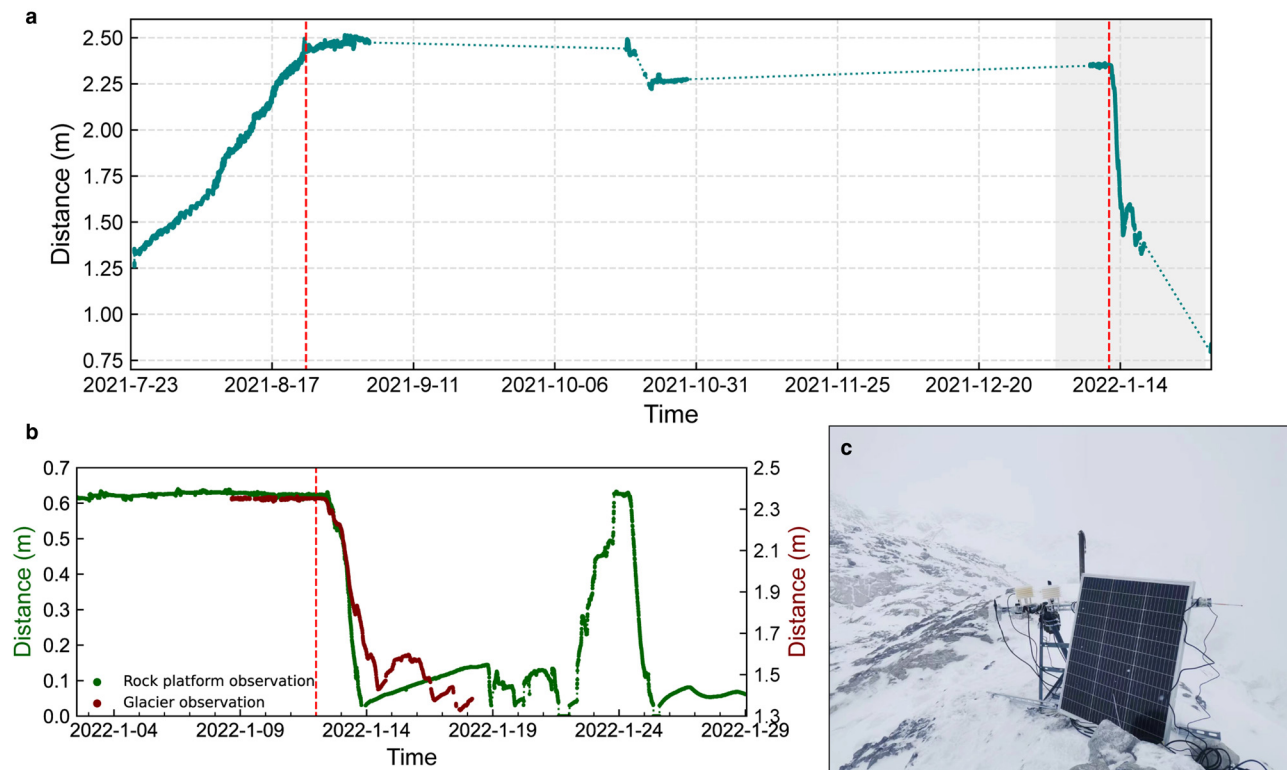 a
2.50
2.25
2.00
1.75
1.50
1.25
1.00
0.75
Distance (m)
2021-7-23 2021-8-17 2021-9-11 2021-10-06 2021-10-31 2021-11-25 2021-12-20 2022-1-14
Time
b
0.7
0.6
0.5
0.4
0.3
0.2
0.1
0.0
Distance (m)
Rock platform observation
Glacier observation
2.5
2.3
2.1
1.9
1.7
1.5
1.3
Distance (m)
2022-1-04 2022-1-09 2022-1-14 2022-1-19 2022-1-24 2022-1-29
Time
c